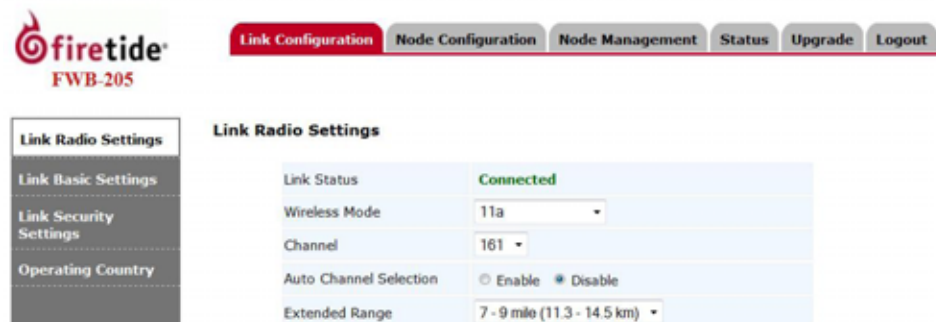 firetide
FWB-205
Link Configuration Node Configuration Node Management Status Upgrade Logout
Link Radio Settings
Link Basic Settings
Link Security
Settings
Operating Country
Link Radio Settings
Link Status Connected
Wireless Mode 11a
Channel 161
Auto Channel Selection Enable Disable
Extended Range 7 - 9 mile (11.3 - 14.5 km)